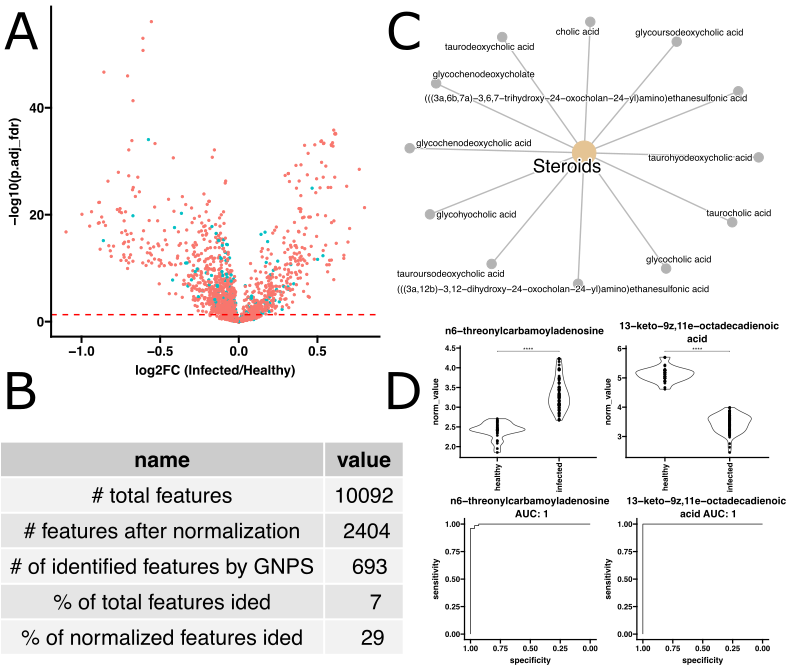 A
−log10(p.adj_fdr)
40
20
0
−1.0
−0.5
0.0
0.5
log2FC (Infected/Healthy)
B
name value
# total features 10092
# features after normalization 2404
# of identified features by GNPS 693
% of total features ided 7
% of normalized features ided 29
C
cholic acid
glycoursodeoxycholic acid
taurodeoxycholic acid
glycochenodeoxycholate
(((3a,6b,7a)−3,6,7−trihydroxy−24−oxocholan−24−yl)amino)ethanesulfonic acid
glycochenodeoxycholic acid
taurohyodeoxycholic acid
Steroids
glycohyocholic acid
taurocholic acid
glycocholic acid
tauroursodeoxycholic acid
(((3a,12b)−3,12−dihydroxy−24−oxocholan−24−yl)amino)ethanesulfonic acid
D
n6−threonylcarbamoyladenosine
norm_value
4.5
4.0
3.5
3.0
2.5
2.0
****
healthy
infected
13−keto−9z,11e−octadecadienoic
acid
norm_value
6
5
4
3
****
healthy
infected
n6−threonylcarbamoyladenosine
AUC: 1
sensitivity
1.00
0.75
0.50
0.25
0.00
1.00 0.75 0.50 0.25 0.00
specificity
13−keto−9z,11e−octadecadienoic
acid AUC: 1
sensitivity
1.00
0.75
0.50
0.25
0.00
1.00 0.75 0.50 0.25 0.00
specificity